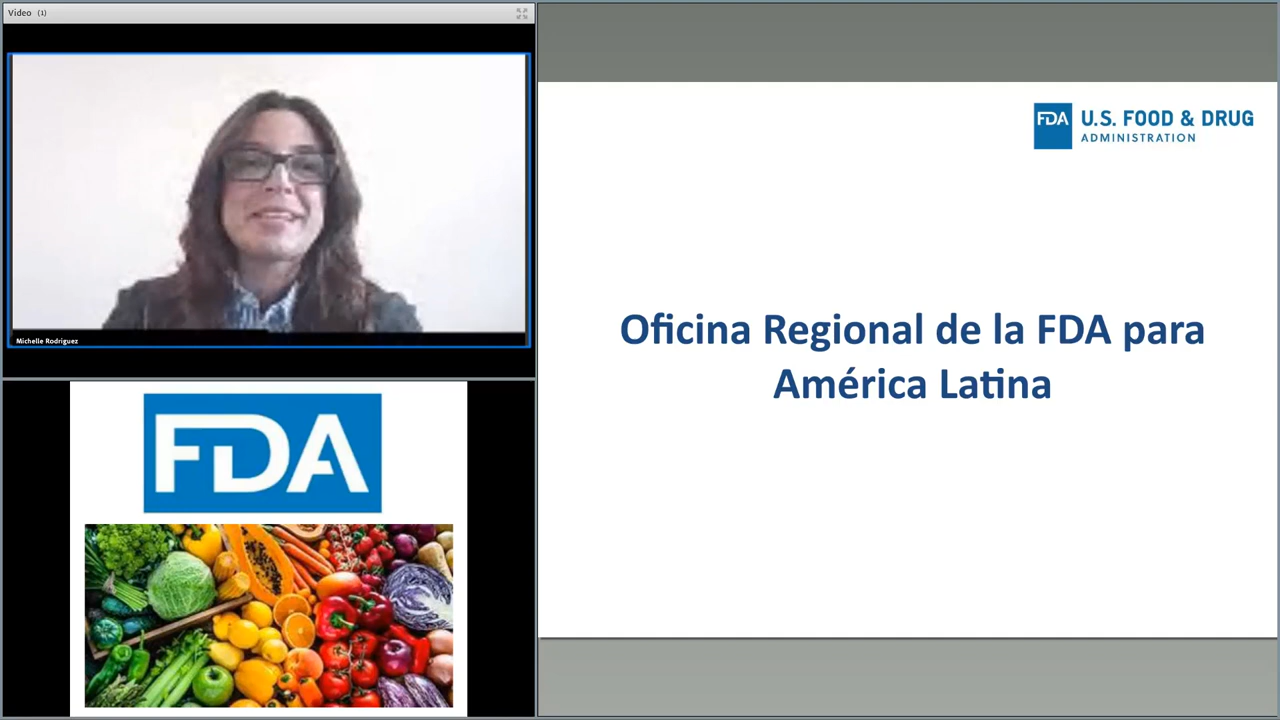 Video (1)
Michelle Rodriguez
FDA
FDA U.S. FOOD & DRUG
ADMINISTRATION
Oficina Regional de la FDA para
América Latina